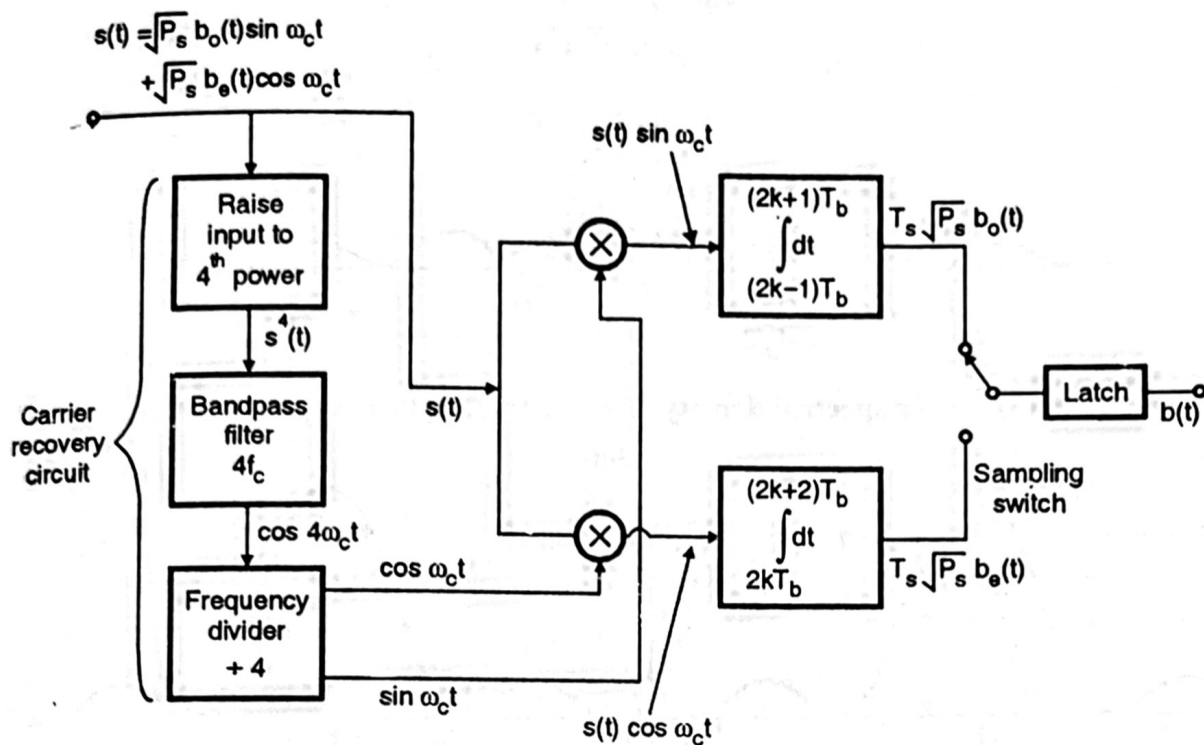 s(t) =√P_s b_o(t) sin ω_c t
+ √P_s b_e(t) cos ω_c t
Raise
input to
4^th power
s^4(t)
Bandpass
filter
4f_c
cos 4ω_c t
Frequency
divider
÷ 4
Carrier
recovery
circuit
cos ω_c t
sin ω_c t
s(t)
s(t) sin ω_c t
(2k+1)T_b
∫dt
(2k−1)T_b
T_s √P_s b_o(t)
(2k+2)T_b
∫dt
2kT_b
T_s √P_s b_e(t)
s(t) cos ω_c t
Sampling
switch
Latch
b(t)